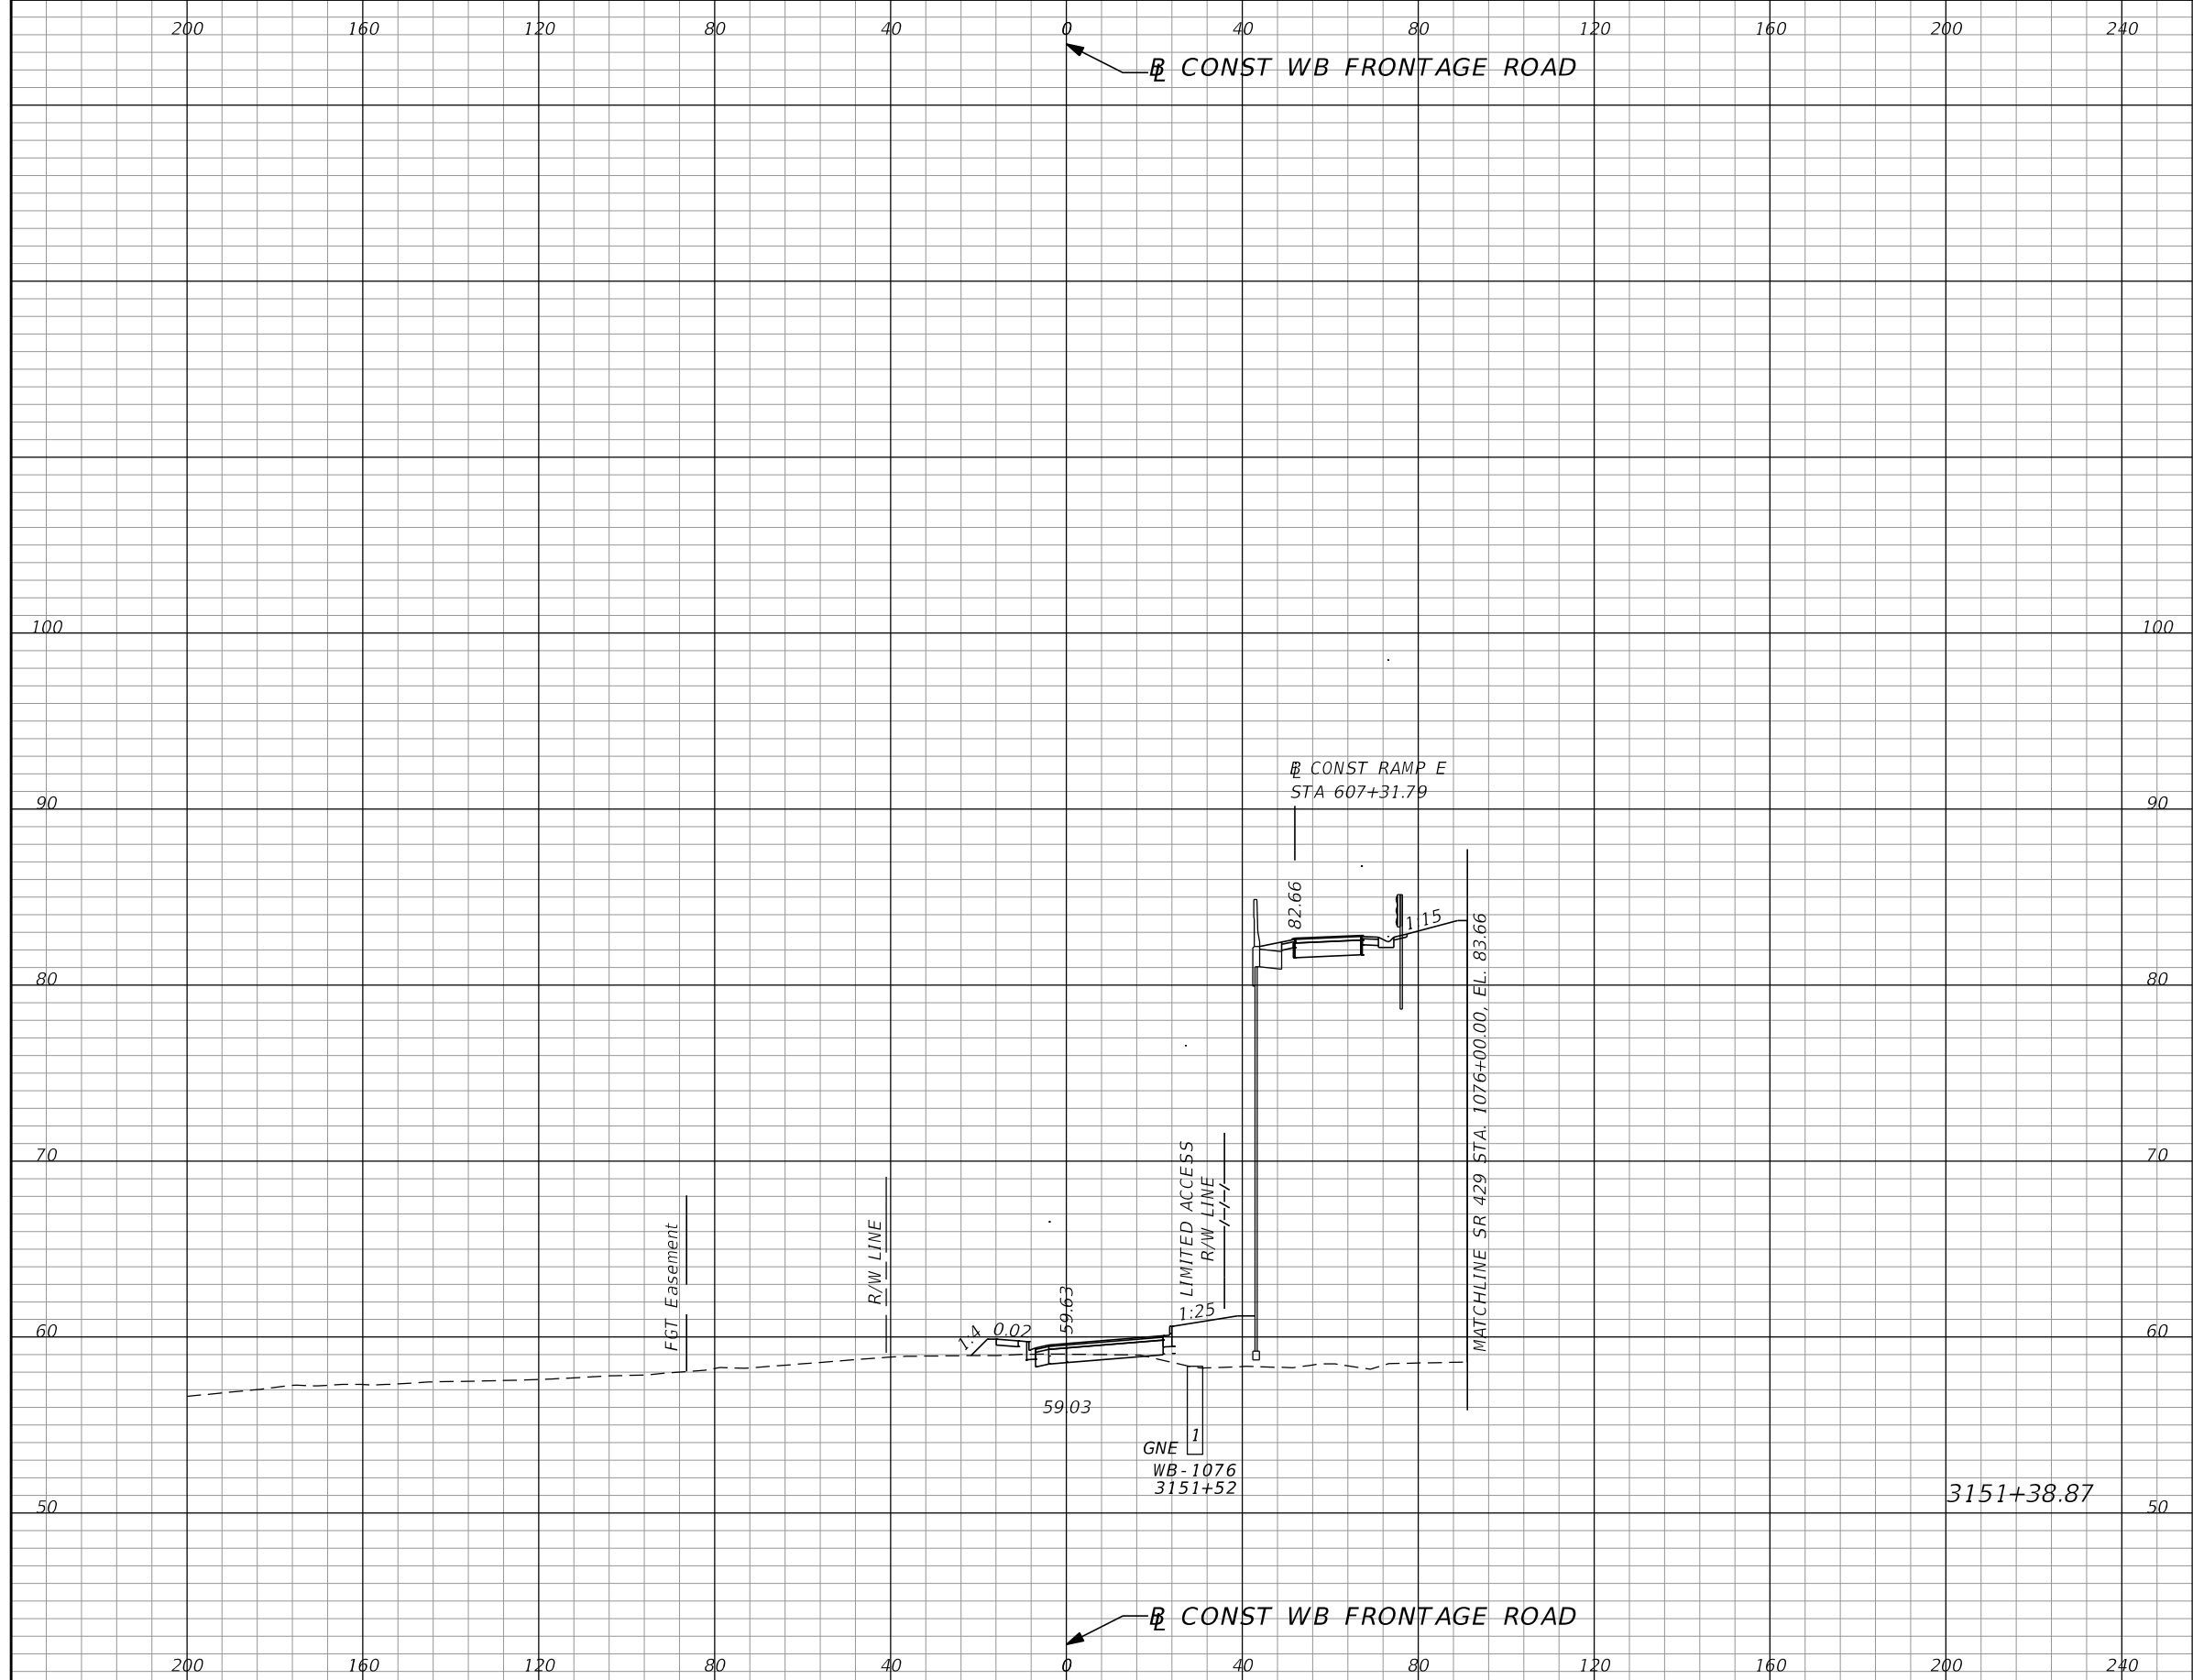 200 160 120 80 40 0 40 80 120 160 200 240
BL CONST WB FRONTAGE ROAD
100 100
BL CONST RAMP E
STA 607+31.79
90 90
82.66
1:15
80 80
MATCHLINE SR 429 STA. 1076+00.00, EL. 83.66
70 70
LIMITED ACCESS
R/W LINE
FGT Easement
R/W LINE
59.63
1:25
1:4
0.02
60 60
59.03
1
GNE
WB-1076
3151+52
3151+38.87
50 50
BL CONST WB FRONTAGE ROAD
200 160 120 80 40 0 40 80 120 160 200 240